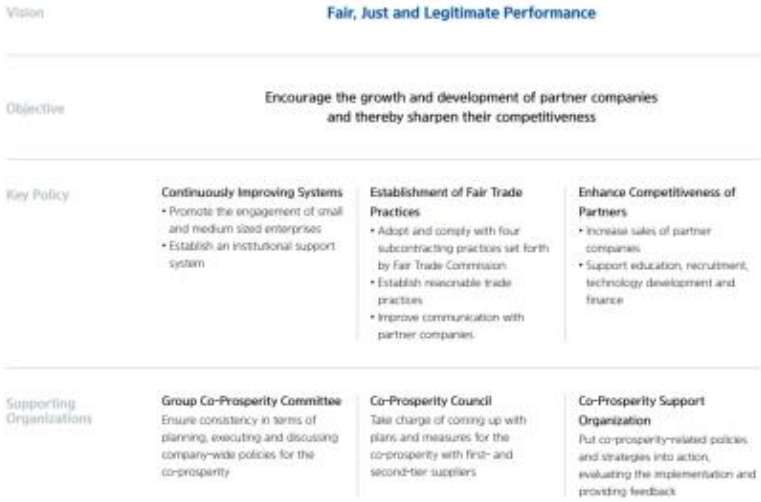 Vision
Fair, Just and Legitimate Performance
Objective
Encourage the growth and development of partner companies
and thereby sharpen their competitiveness
Key Policy
Continuously Improving Systems
• Promote the engagement of small
and medium sized enterprises
• Establish an institutional support
system
Establishment of Fair Trade
Practices
• Adopt and comply with four
subcontracting practices set forth
by Fair Trade Commission
• Establish reasonable trade
practices
• Improve communication with
partner companies.
Enhance Competitiveness of
Partners
• Increase sales of partner
companies
• Support education, recruitment,
technology development and
finance
Supporting
Organizations
Group Co-Prosperity Committee
Ensure consistency in terms of
planning, executing and discussing
company-wide policies for the
co-prosperity
Co-Prosperity Council
Take charge of coming up with
plans and measures for the
co-prosperity with first- and
second-tier suppliers
Co-Prosperity Support
Organization
Put co-prosperity-related policies
and strategies into action,
evaluating the implementation and
providing feedback